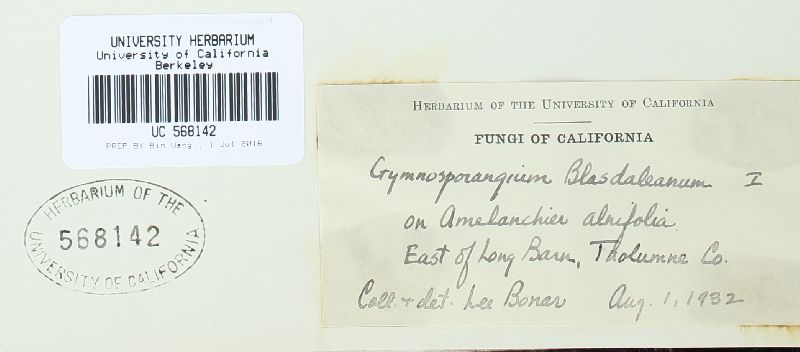 UNIVERSITY HERBARIUM
University of California
Berkeley
UC 568142
PREP BY Bin Wang , 1 Jul 2016
HERBARIUM OF THE
568142
UNIVERSITY OF CALIFORNIA
HERBARIUM OF THE UNIVERSITY OF CALIFORNIA
FUNGI OF CALIFORNIA
Gymnosporangium Blasdaleanum I
on Amelanchier alnifolia
East of Long Barn, Tuolumne Co.
Coll. + det. Lee Bonar Aug. 1, 1932